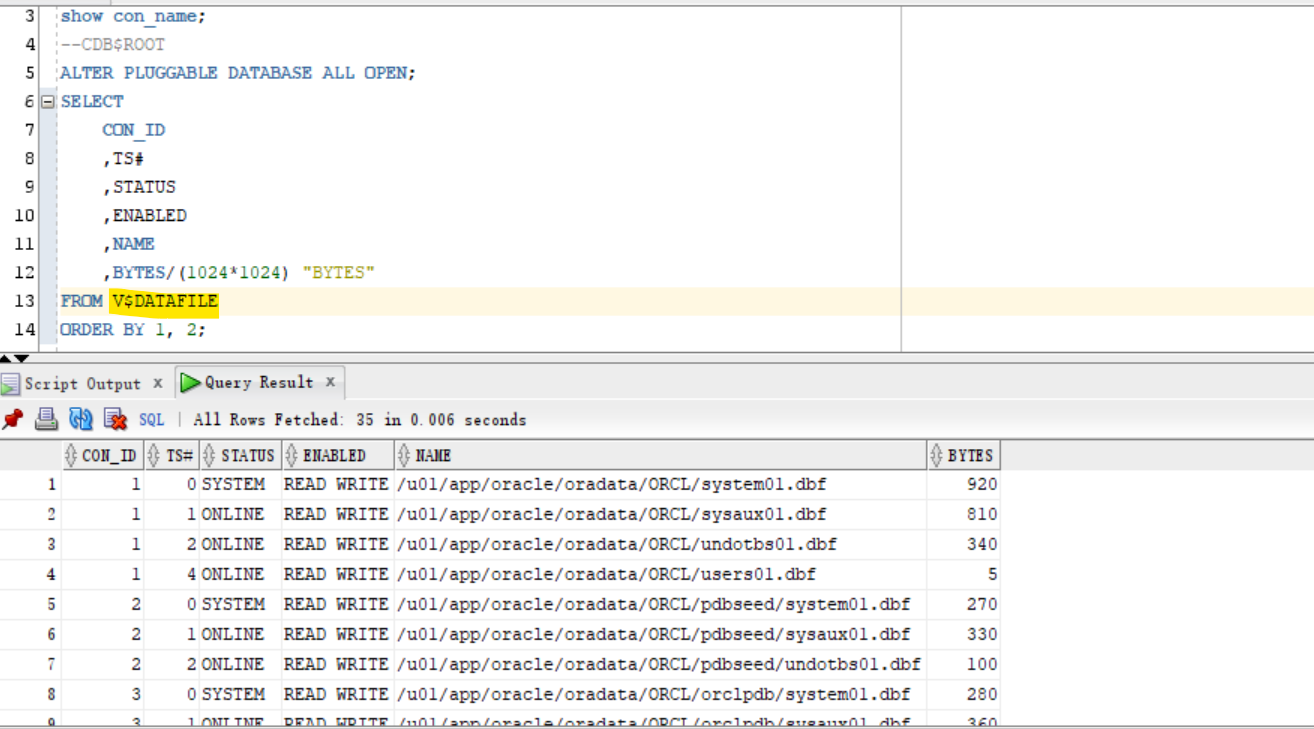 3 show con_name;
4 --CDB$ROOT
5 ALTER PLUGGABLE DATABASE ALL OPEN;
6 SELECT
7 CON_ID
8 ,TS#
9 ,STATUS
10 ,ENABLED
11 ,NAME
12 ,BYTES/(1024*1024) "BYTES"
13 FROM V$DATAFILE
14 ORDER BY 1, 2;
Script Output x Query Result x
SQL | All Rows Fetched: 35 in 0.006 seconds
CON_ID TS# STATUS ENABLED NAME BYTES
1 1 0 SYSTEM READ WRITE /u01/app/oracle/oradata/ORCL/system01.dbf 920
2 1 1 ONLINE READ WRITE /u01/app/oracle/oradata/ORCL/sysaux01.dbf 810
3 1 2 ONLINE READ WRITE /u01/app/oracle/oradata/ORCL/undotbs01.dbf 340
4 1 4 ONLINE READ WRITE /u01/app/oracle/oradata/ORCL/users01.dbf 5
5 2 0 SYSTEM READ WRITE /u01/app/oracle/oradata/ORCL/pdbseed/system01.dbf 270
6 2 1 ONLINE READ WRITE /u01/app/oracle/oradata/ORCL/pdbseed/sysaux01.dbf 330
7 2 2 ONLINE READ WRITE /u01/app/oracle/oradata/ORCL/pdbseed/undotbs01.dbf 100
8 3 0 SYSTEM READ WRITE /u01/app/oracle/oradata/ORCL/orclpdb/system01.dbf 280
9 3 1 ONLINE READ WRITE /u01/app/oracle/oradata/ORCL/orclpdb/sysaux01.dbf 360